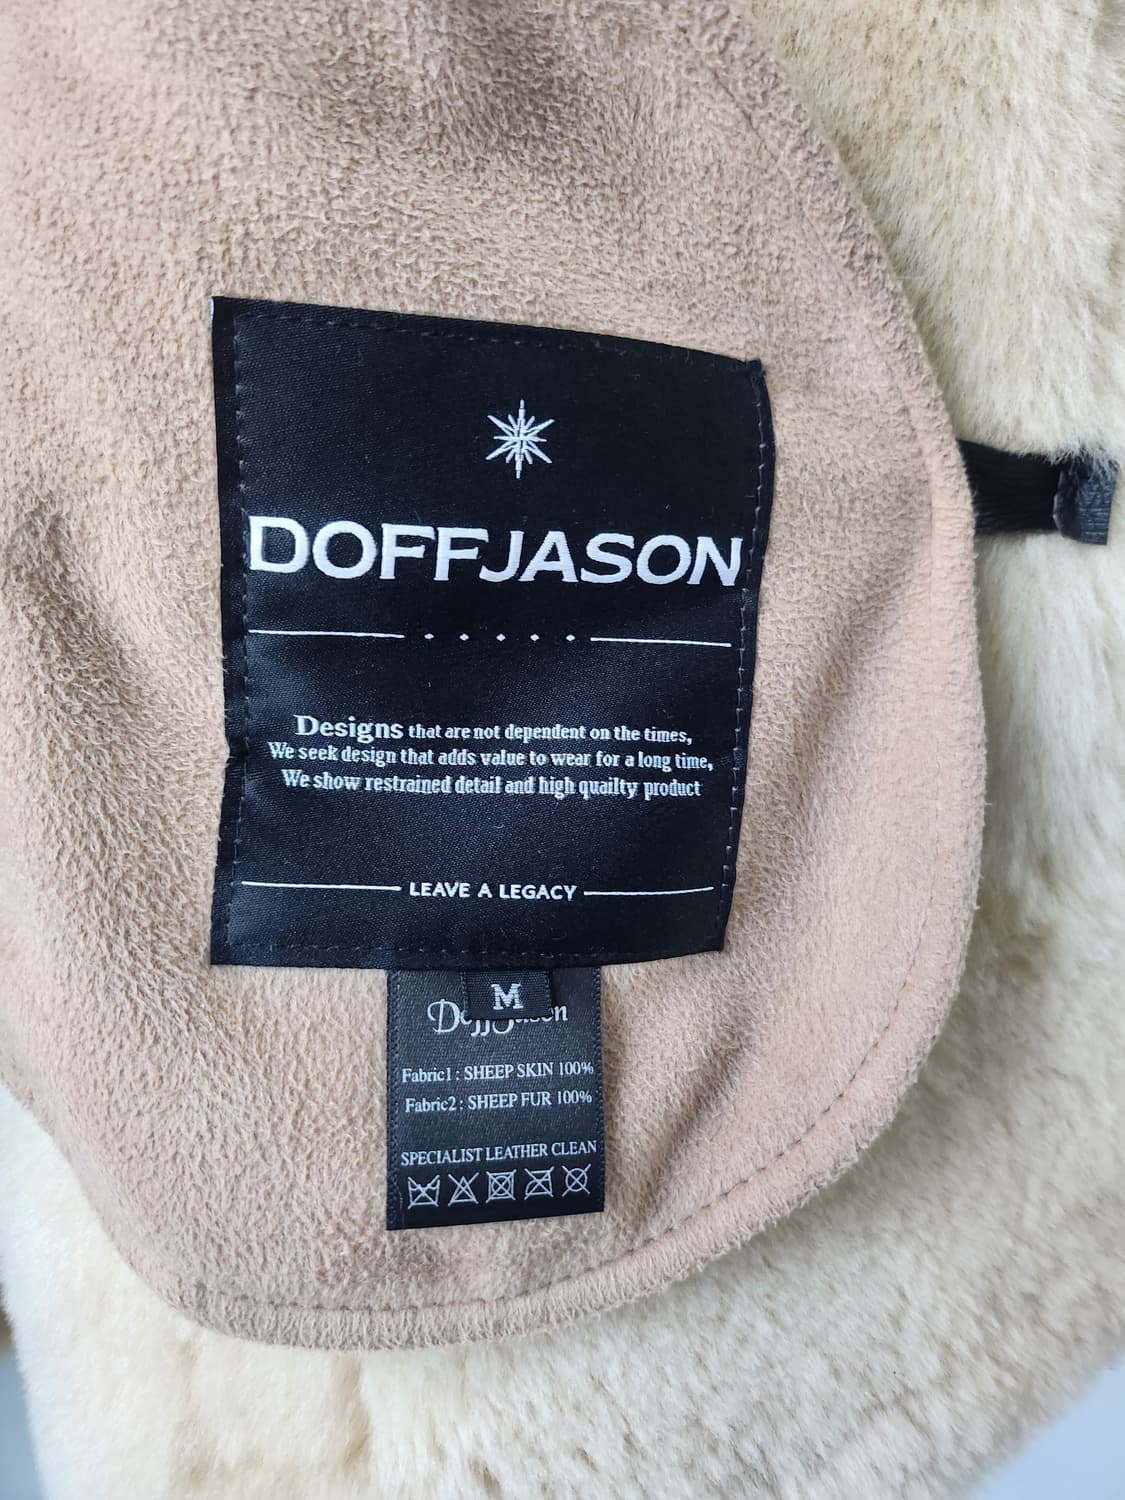 DOFFJASON
Designs that are not dependent on the times,
We seek design that adds value to wear for a long time,
We show restrained detail and high quailty product
LEAVE A LEGACY
M
DoffJason
Fabric1 : SHEEP SKIN 100%
Fabric2 : SHEEP FUR 100%
SPECIALIST LEATHER CLEAN